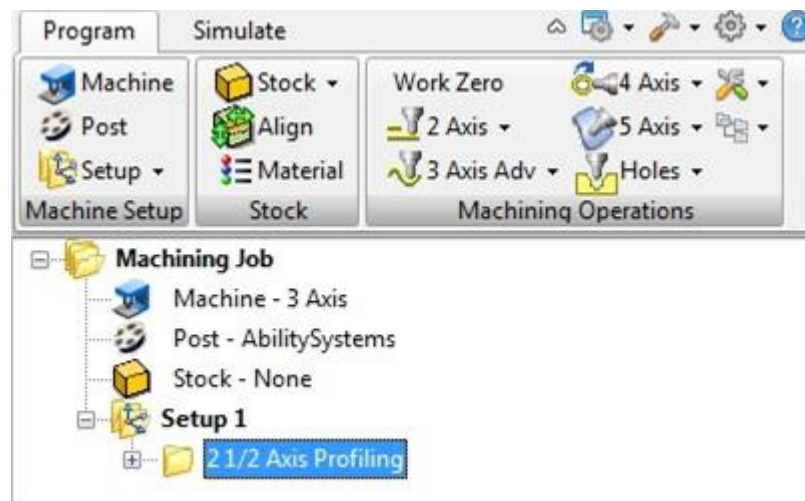 Program Simulate
Machine Stock Work Zero 4 Axis
Post Align 2 Axis 5 Axis
Setup Material 3 Axis Adv Holes
Machine Setup Stock Machining Operations
Machining Job
Machine - 3 Axis
Post - AbilitySystems
Stock - None
Setup 1
2 1/2 Axis Profiling